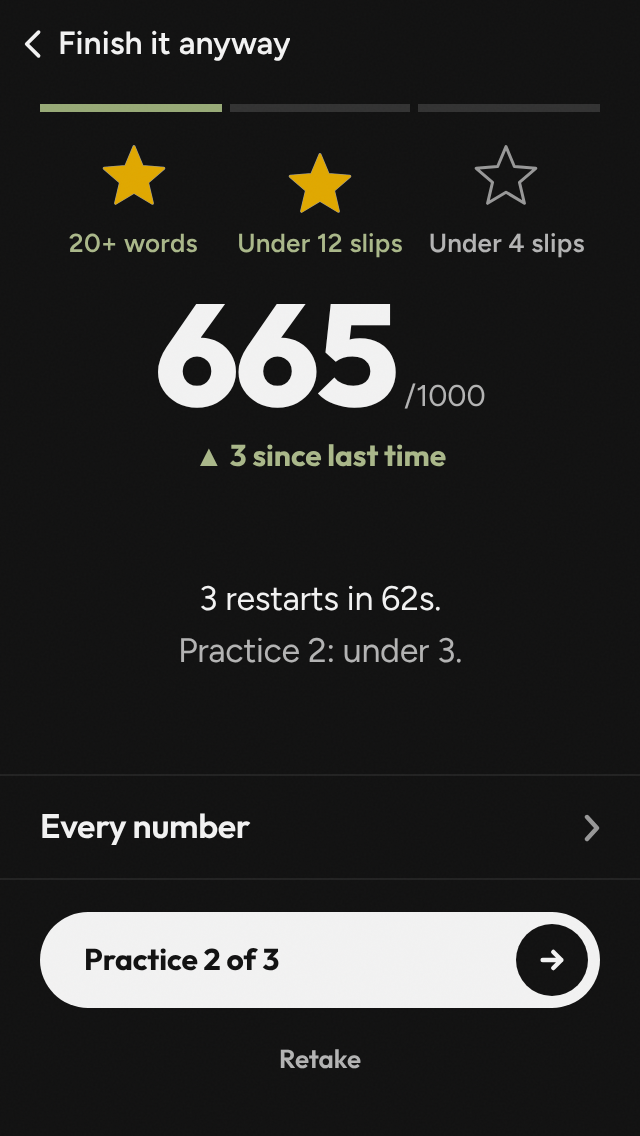 Finish it anyway
20+ words
Under 12 slips
Under 4 slips
665/1000
▲ 3 since last time
3 restarts in 62s.
Practice 2: under 3.
Every number
Practice 2 of 3
Retake